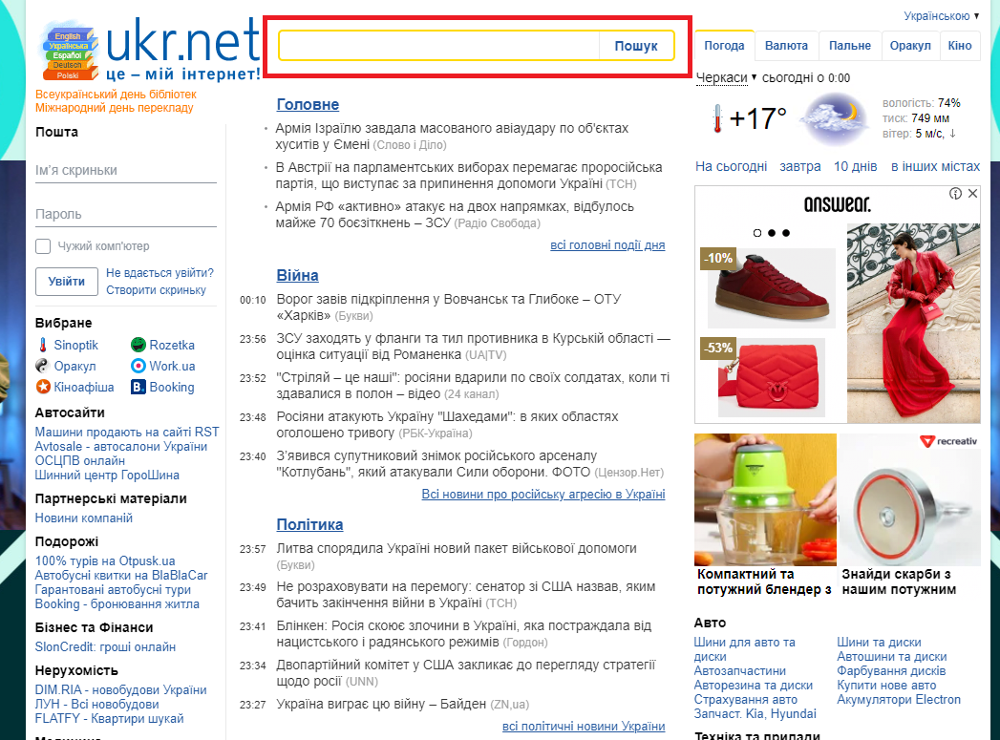 Українською ▼
English
Українська
Español
Deutsch
Polski
ukr.net
це – мій інтернет!
Всеукраїнський день бібліотек
Міжнародний день перекладу
Пошук
Пошта
Ім'я скриньки
Пароль
Чужий комп'ютер
Увійти
Не вдається увійти?
Створити скриньку
Вибране
Sinoptik
Rozetka
Оракул
Work.ua
Кіноафіша
B.
Booking
Автосайти
Машини продають на сайті RST
Avtosale - автосалони України
ОСЦПВ онлайн
Шинний центр ГороШина
Партнерські матеріали
Новини компаній
Подорожі
100% турів на Otpusk.ua
Автобусні квитки на BlaBlaCar
Гарантовані автобусні тури
Booking - бронювання житла
Бізнес та Фінанси
SlonCredit: гроші онлайн
Нерухомість
DIM.RIA - новобудови України
ЛУН - Всі новобудови
FLATFY - Квартири шукай
Головне
• Армія Ізраїлю завдала масованого авіаудару по об'єктах
хуситів у Ємені (Слово і Діло)
• В Австрії на парламентських виборах перемагає проросійська
партія, що виступає за припинення допомоги Україні (ТСН)
• Армія РФ «активно» атакує на двох напрямках, відбулось
майже 70 боєзіткнень – ЗСУ (Радіо Свобода)
всі головні події дня
Війна
00:10 Ворог завів підкріплення у Вовчанськ та Глибоке – ОТУ
«Харків» (Букви)
23:56 ЗСУ заходять у фланги та тил противника в Курській області —
оцінка ситуації від Романенка (UA|TV)
23:52 "Стріляй – це наші": росіяни вдарили по своїх солдатах, коли ті
здавалися в полон – відео (24 канал)
23:48 Росіяни атакують Україну "Шахедами": в яких областях
оголошено тривогу (РБК-Україна)
23:40 З'явився супутниковий знімок російського арсеналу
"Котлубань", який атакували Сили оборони. ФОТО (Цензор.Нет)
Всі новини про російську агресію в Україні
Політика
23:57 Литва спорядила Україні новий пакет військової допомоги
(Букви)
23:49 Не розраховувати на перемогу: сенатор зі США назвав, яким
бачить закінчення війни в Україні (ТСН)
23:41 Блінкен: Росія скоює злочини в Україні, яка постраждала від
нацистського і радянського режимів (Гордон)
23:34 Двопартійний комітет у США закликає до перегляду стратегії
щодо росії (UNN)
23:27 Україна виграє цю війну – Байден (ZN,ua)
всі політичні новини України
Погода
Валюта
Пальне
Оракул
Кіно
Черкаси ▼ сьогодні о 0:00
+17°
вологість: 74%
тиск: 749 мм
вітер: 5 м/с, ↓
На сьогодні
завтра
10 днів
в інших містах
answear.
-10%
-53%
recreativ
Компактний та
потужний блендер з
Знайди скарби з
нашим потужним
Авто
Шини для авто та
диски
Автозапчастини
Авторезина та диски
Страхування авто
Запчаст. Kia, Hyundai
Шини та диски
Автошини та диски
Фарбування дисків
Купити нове авто
Акумулятори Electron
Техніка та прилади